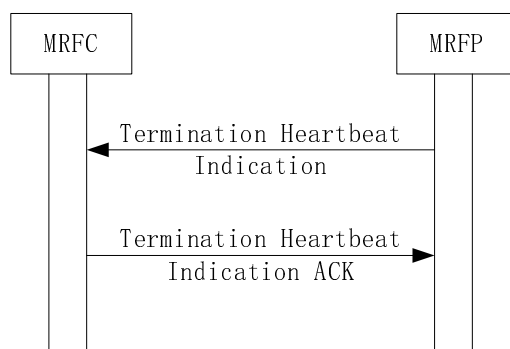 MRFC
MRFP
Termination Heartbeat
Indication
Termination Heartbeat
Indication ACK